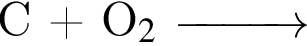 C + O₂ ⟶